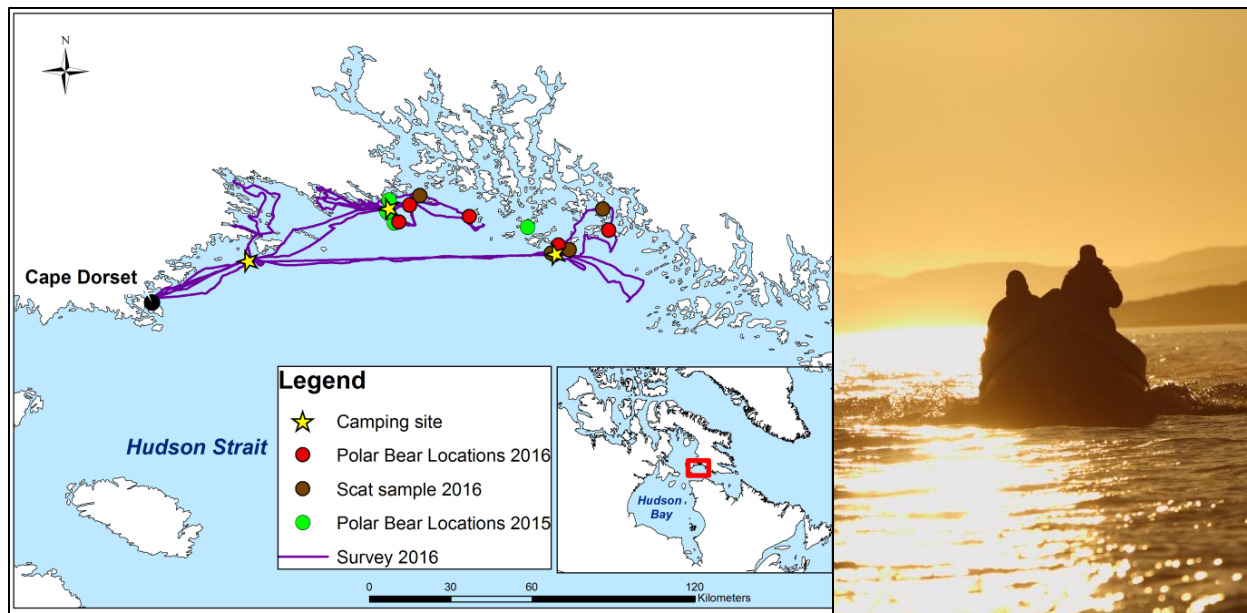 N
Cape Dorset
Hudson Strait
Legend
Camping site
Polar Bear Locations 2016
Scat sample 2016
Polar Bear Locations 2015
Survey 2016
Hudson
Bay
0 30 60 120
Kilometers